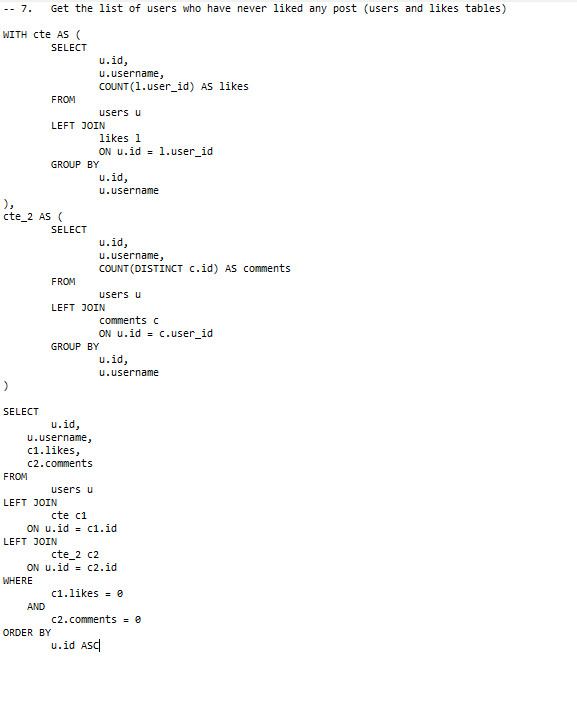 -- 7.   Get the list of users who have never liked any post (users and likes tables)

WITH cte AS (
        SELECT
                u.id,
                u.username,
                COUNT(l.user_id) AS likes
        FROM
                users u
        LEFT JOIN
                likes l
                ON u.id = l.user_id
        GROUP BY
                u.id,
                u.username
),
cte_2 AS (
        SELECT
                u.id,
                u.username,
                COUNT(DISTINCT c.id) AS comments
        FROM
                users u
        LEFT JOIN
                comments c
                ON u.id = c.user_id
        GROUP BY
                u.id,
                u.username
)

SELECT
        u.id,
    u.username,
    c1.likes,
    c2.comments
FROM
        users u
LEFT JOIN
        cte c1
    ON u.id = c1.id
LEFT JOIN
        cte_2 c2
    ON u.id = c2.id
WHERE
        c1.likes = 0
    AND
        c2.comments = 0
ORDER BY
        u.id ASC